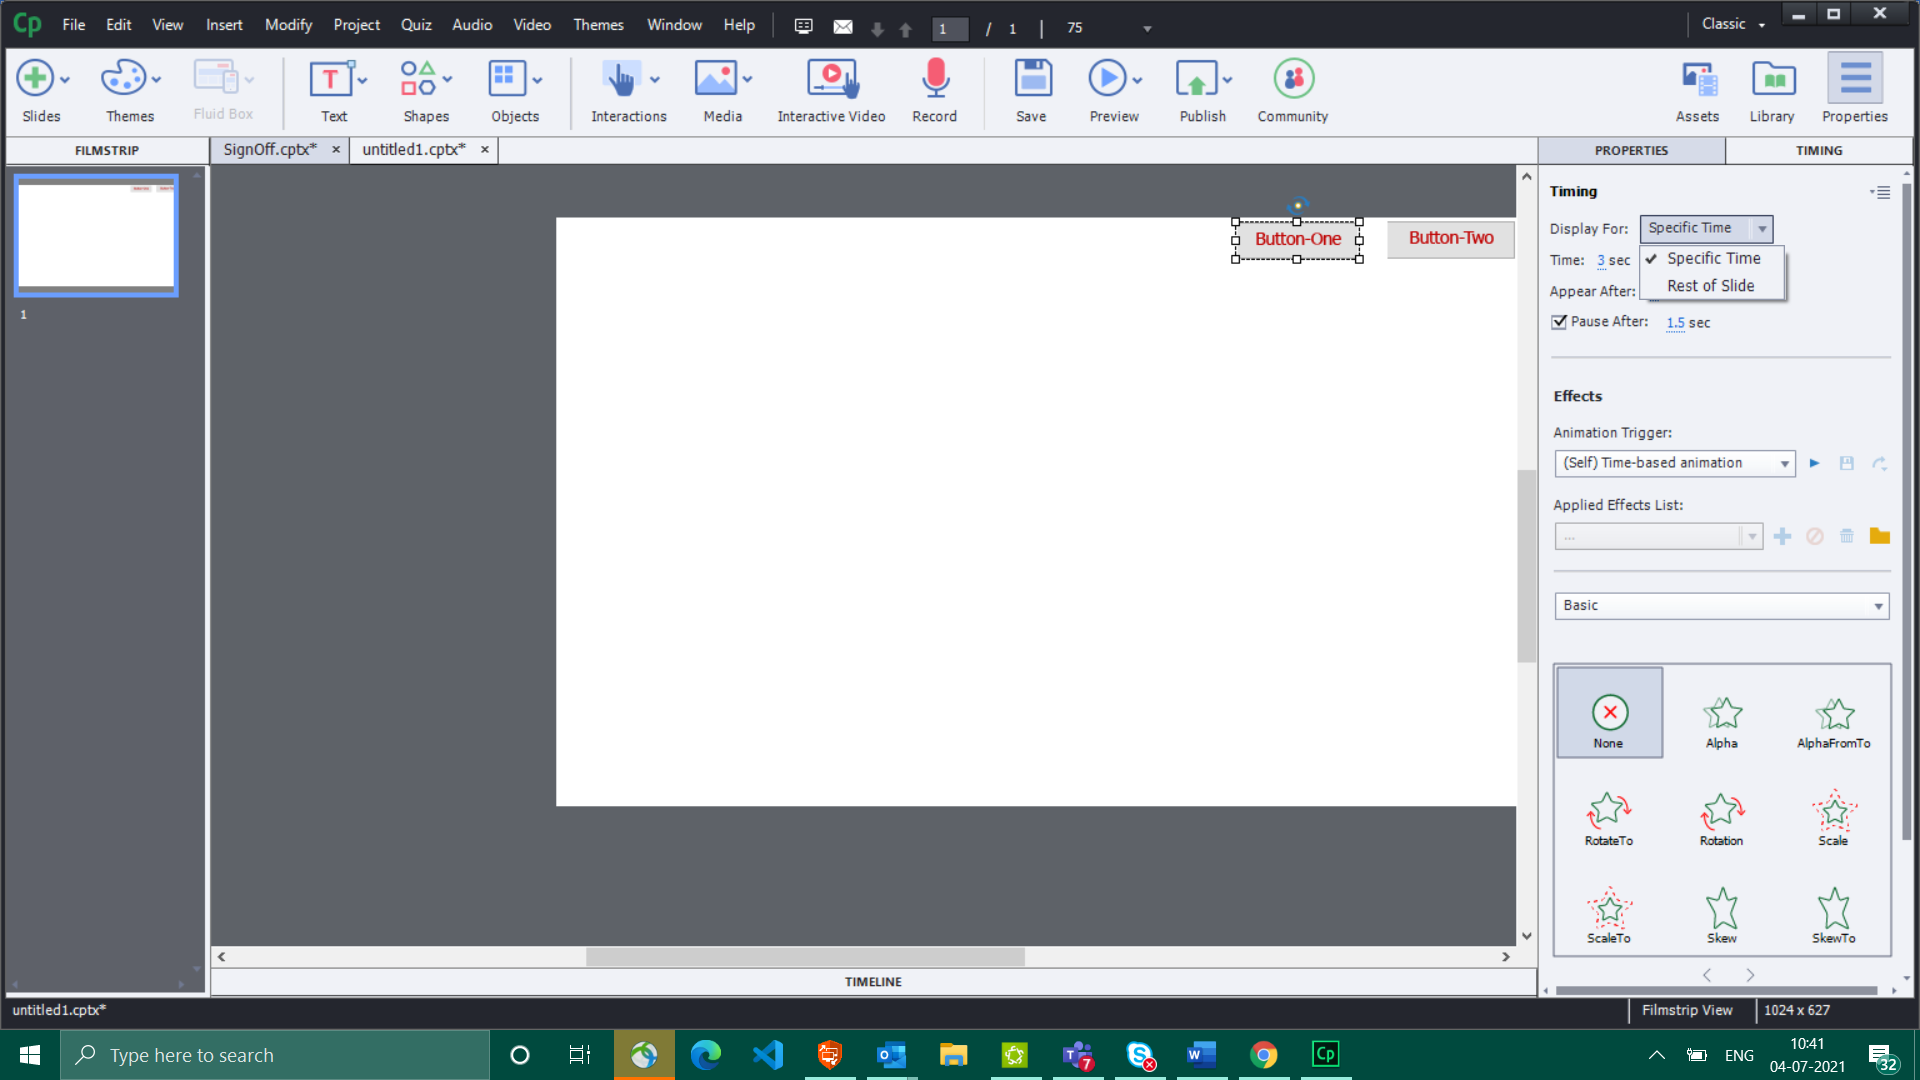 Cp File Edit View Insert Modify Project Quiz Audio Video Themes Window Help 1 / 1 75 Classic
Slides Themes Fluid Box Text Shapes Objects Interactions Media Interactive Video Record Save Preview Publish Community Assets Library Properties
FILMSTRIP SignOff.cptx* untitled1.cptx* PROPERTIES TIMING
Timing
Display For: Specific Time
Specific Time
Time: 3 sec
Rest of Slide
Appear After:
Pause After: 1.5 sec
Button-One Button-Two
1
Effects
Animation Trigger:
(Self) Time-based animation
Applied Effects List:
...
Basic
None Alpha AlphaFromTo
RotateTo Rotation Scale
ScaleTo Skew SkewTo
TIMELINE
untitled1.cptx* Filmstrip View 1024 x 627
Type here to search 7 Cp ENG 10:41
04-07-2021 32